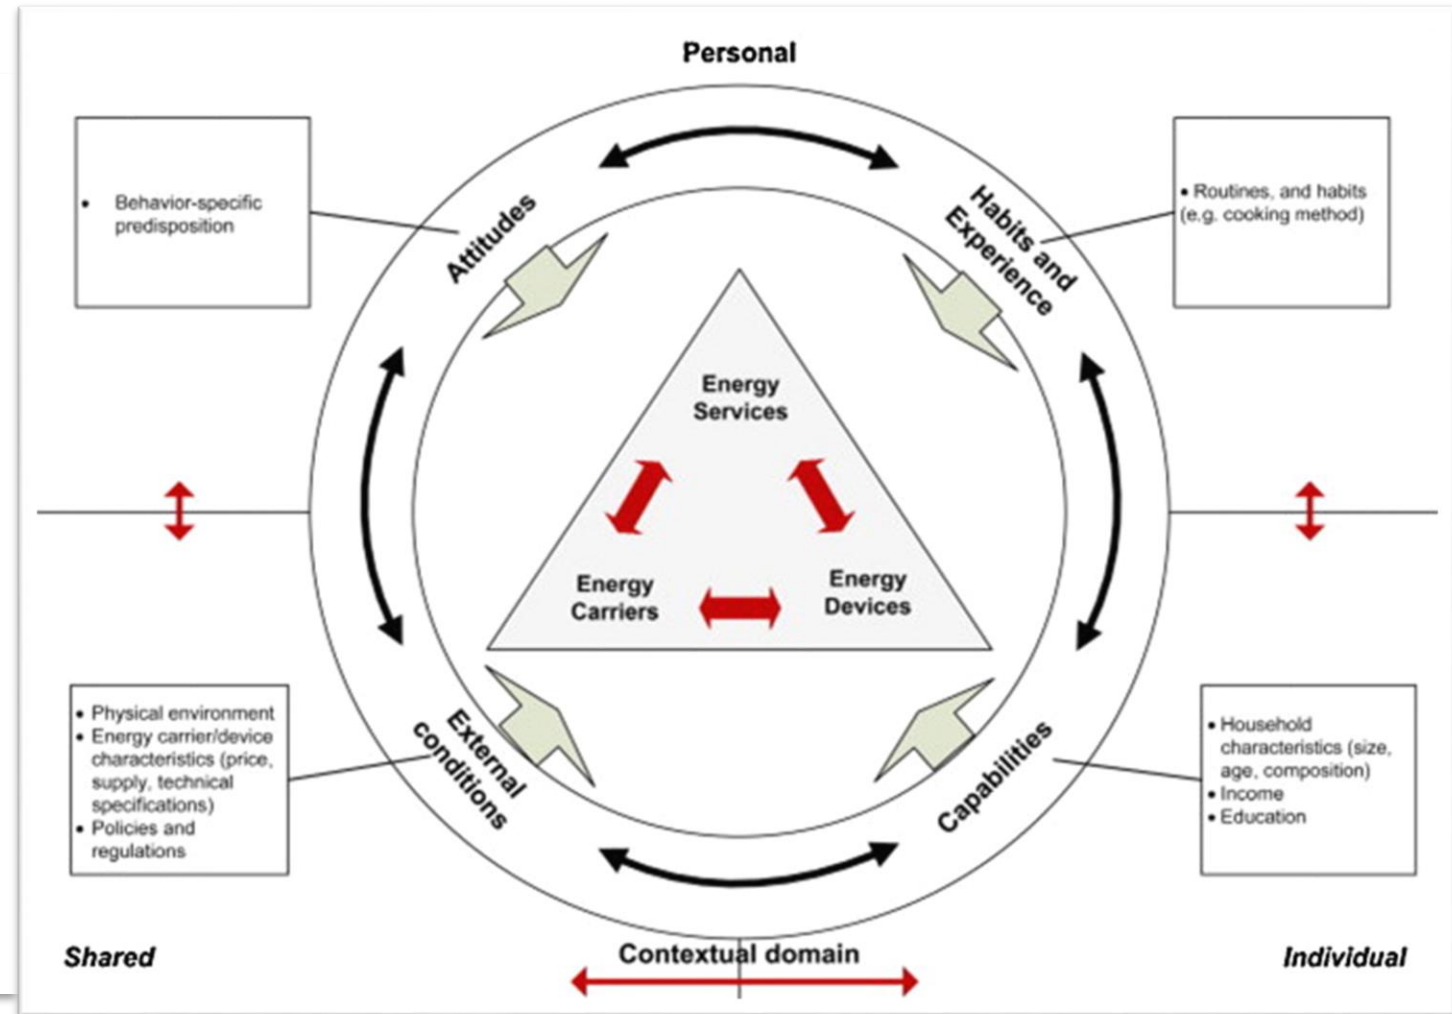 Personal
• Behavior-specific
predisposition
Attitudes
Habits and
Experience
• Routines, and habits
(e.g. cooking method)
Energy
Services
Energy
Carriers
Energy
Devices
External
conditions
Capabilities
• Physical environment
• Energy carrier/device
characteristics (price,
supply, technical
specifications)
• Policies and
regulations
• Household
characteristics (size,
age, composition)
• Income
• Education
Shared
Contextual domain
Individual